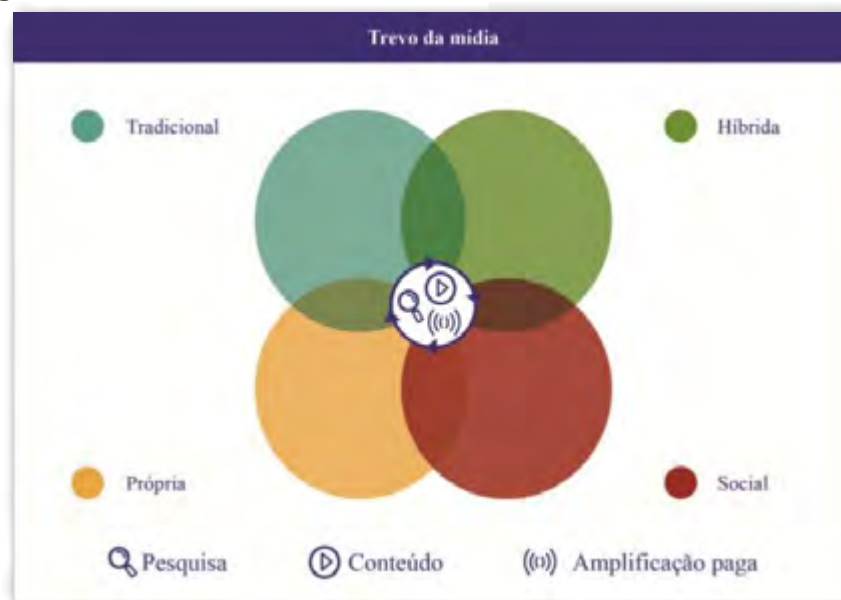 Trevo da mídia
Tradicional
Híbrida
Própria
Social
Pesquisa
Conteúdo
Amplificação paga